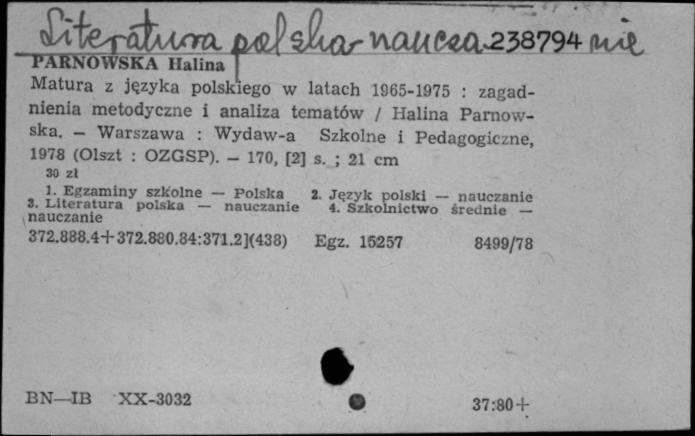 Literatura polska - naucza 238794 nie
PARNOWSKA Halina
Matura z języka polskiego w latach 1965-1975 : zagad-
nienia metodyczne i analiza tematów / Halina Parnow-
ska. — Warszawa : Wydaw-a Szkolne i Pedagogiczne,
1978 (Olszt : OZGSP). — 170, [2] s. ; 21 cm
30 zł
1. Egzaminy szkolne — Polska 2. Język polski — nauczanie
3. Literatura polska — nauczanie 4. Szkolnictwo średnie —
nauczanie
372.888.4+372.880.84:371.2](438) Egz. 15257 8499/78
BN—IB XX-3032 37:80+